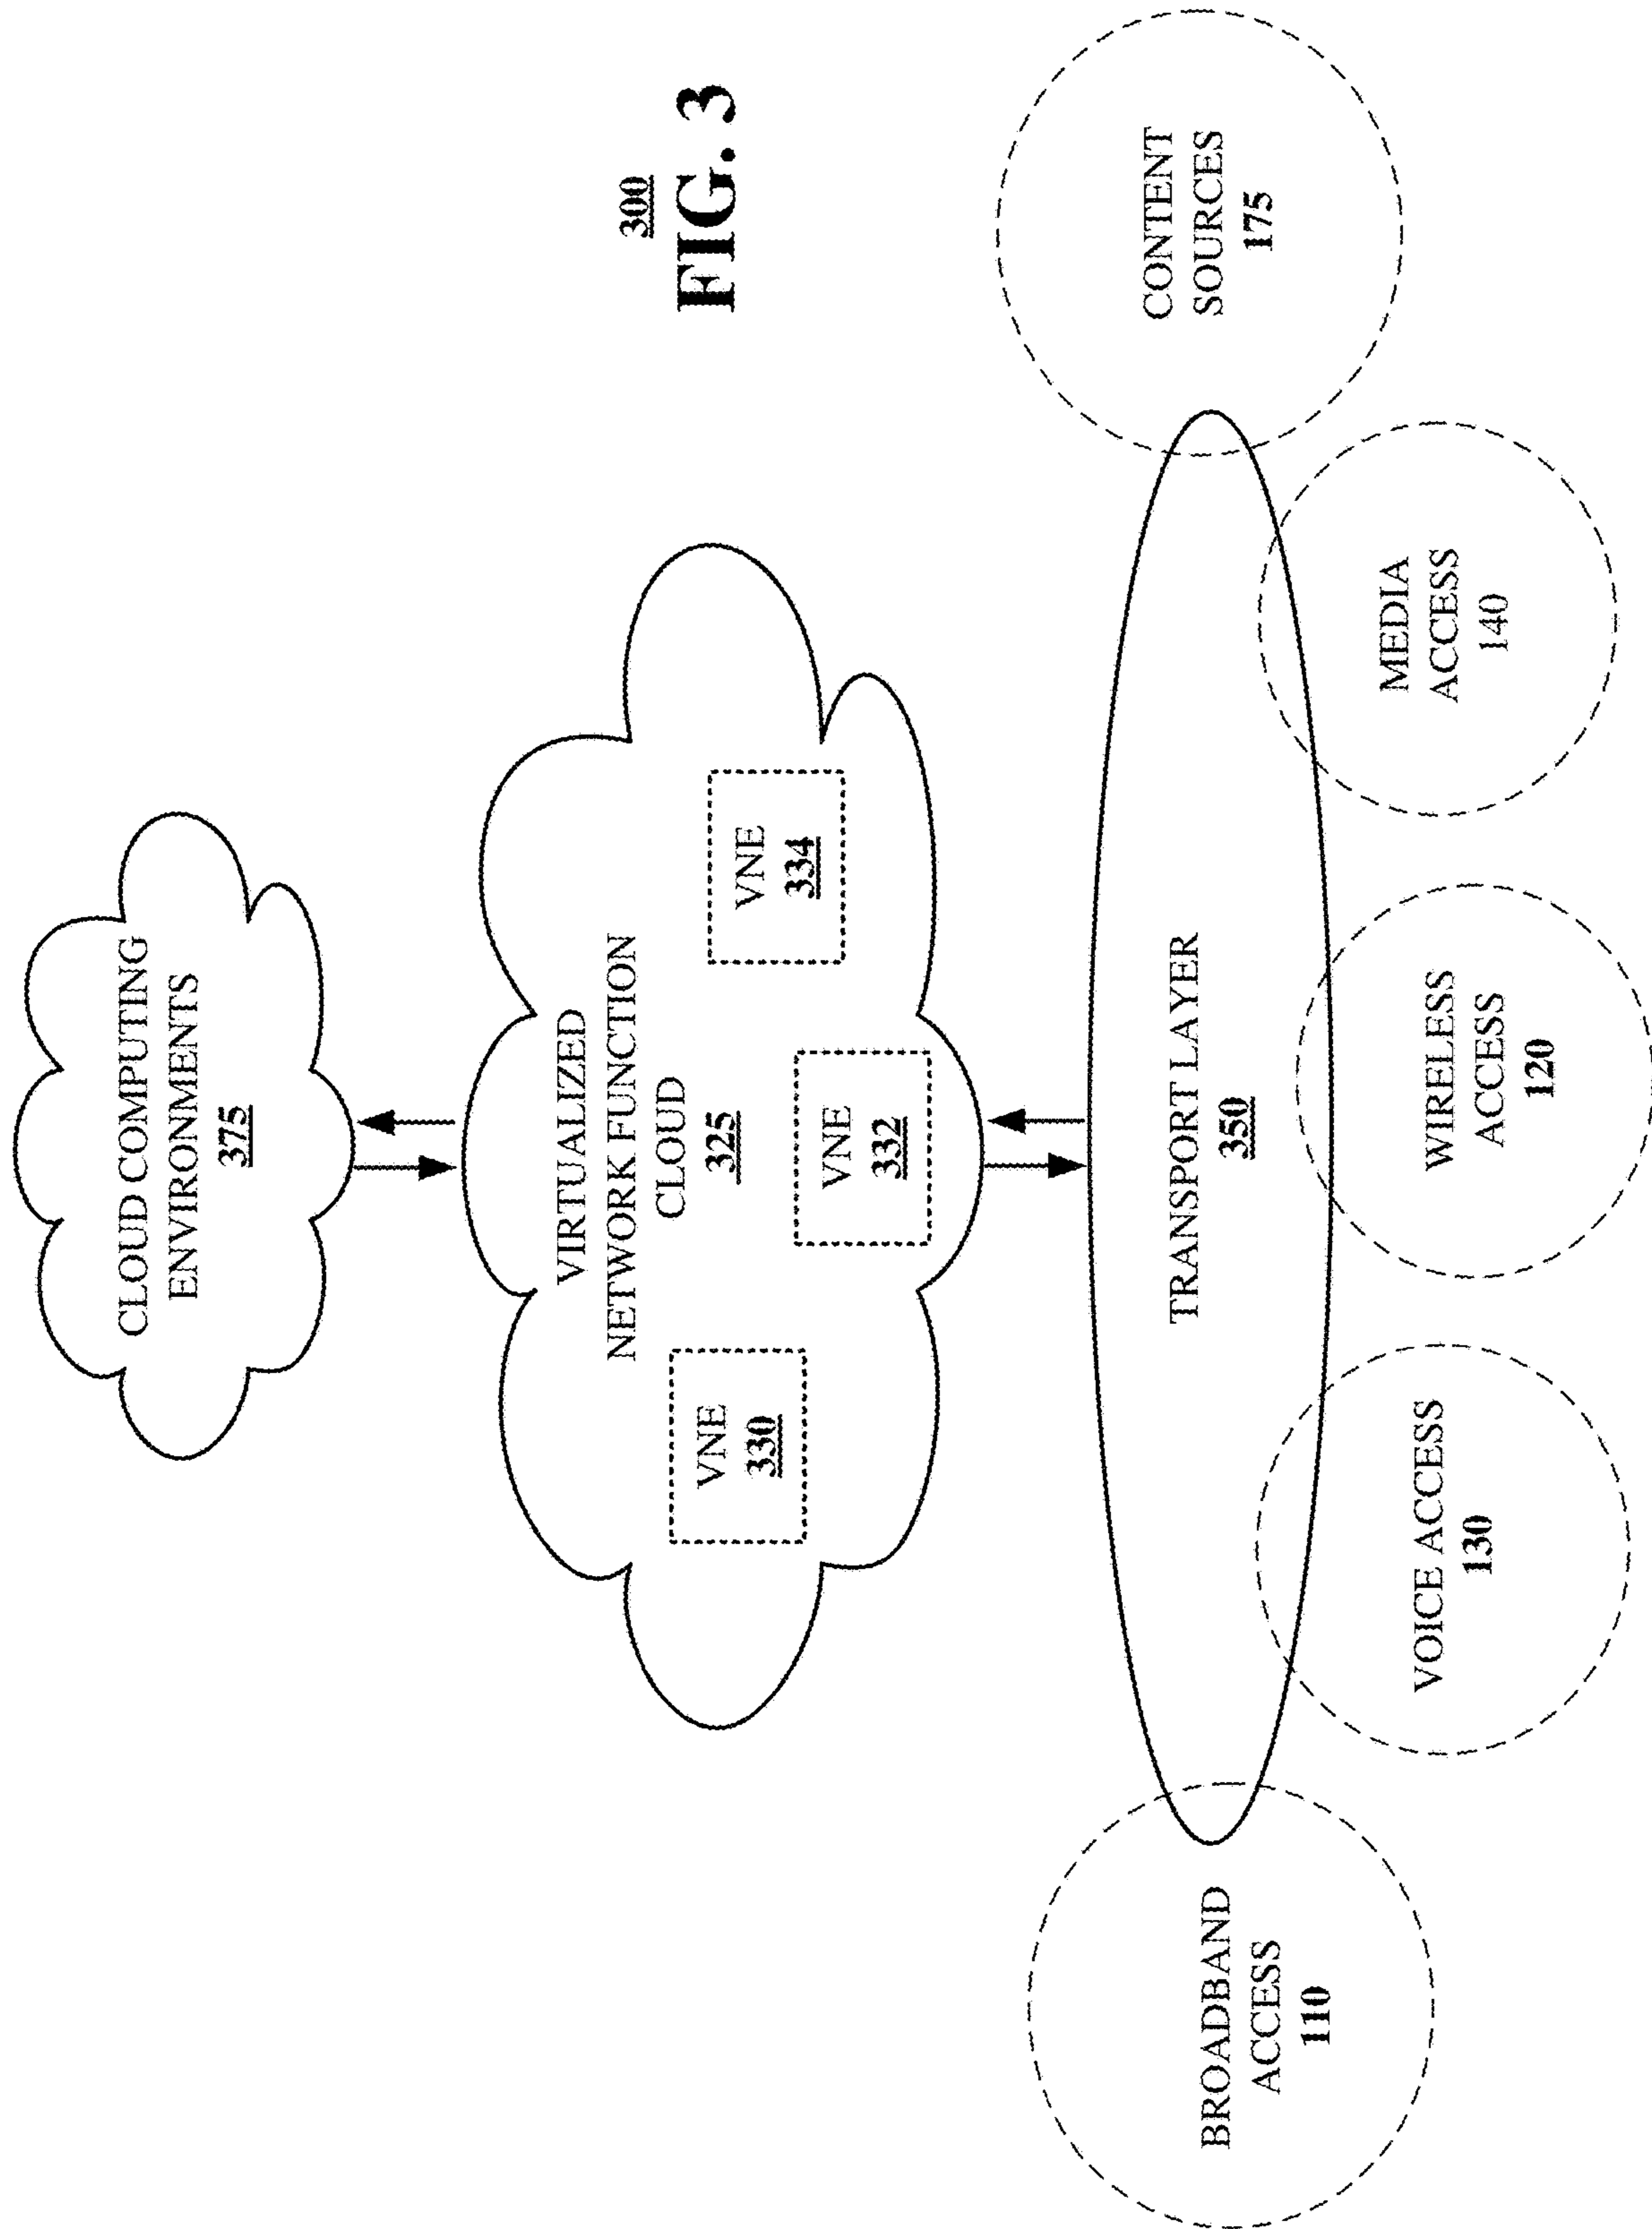 CLOUD COMPUTING
ENVIRONMENTS
375
VIRTUALIZED
NETWORK FUNCTION
CLOUD
325
VNE
330
VNE
332
VNE
334
TRANSPORT LAYER
350
BROADBAND
ACCESS
110
VOICE ACCESS
130
WIRELESS
ACCESS
120
MEDIA
ACCESS
140
CONTENT
SOURCES
175
300
FIG. 3